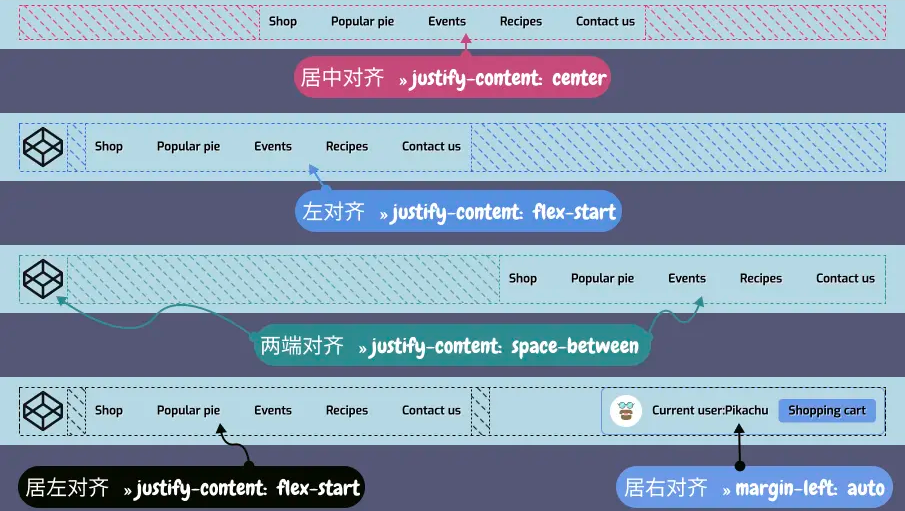 Shop Popular pie Events Recipes Contact us
居中对齐 » justify-content: center
Shop Popular pie Events Recipes Contact us
左对齐 » justify-content: flex-start
Shop Popular pie Events Recipes Contact us
两端对齐 » justify-content: space-between
Shop Popular pie Events Recipes Contact us Current user:Pikachu Shopping cart
居左对齐 » justify-content: flex-start 居右对齐 » margin-left: auto